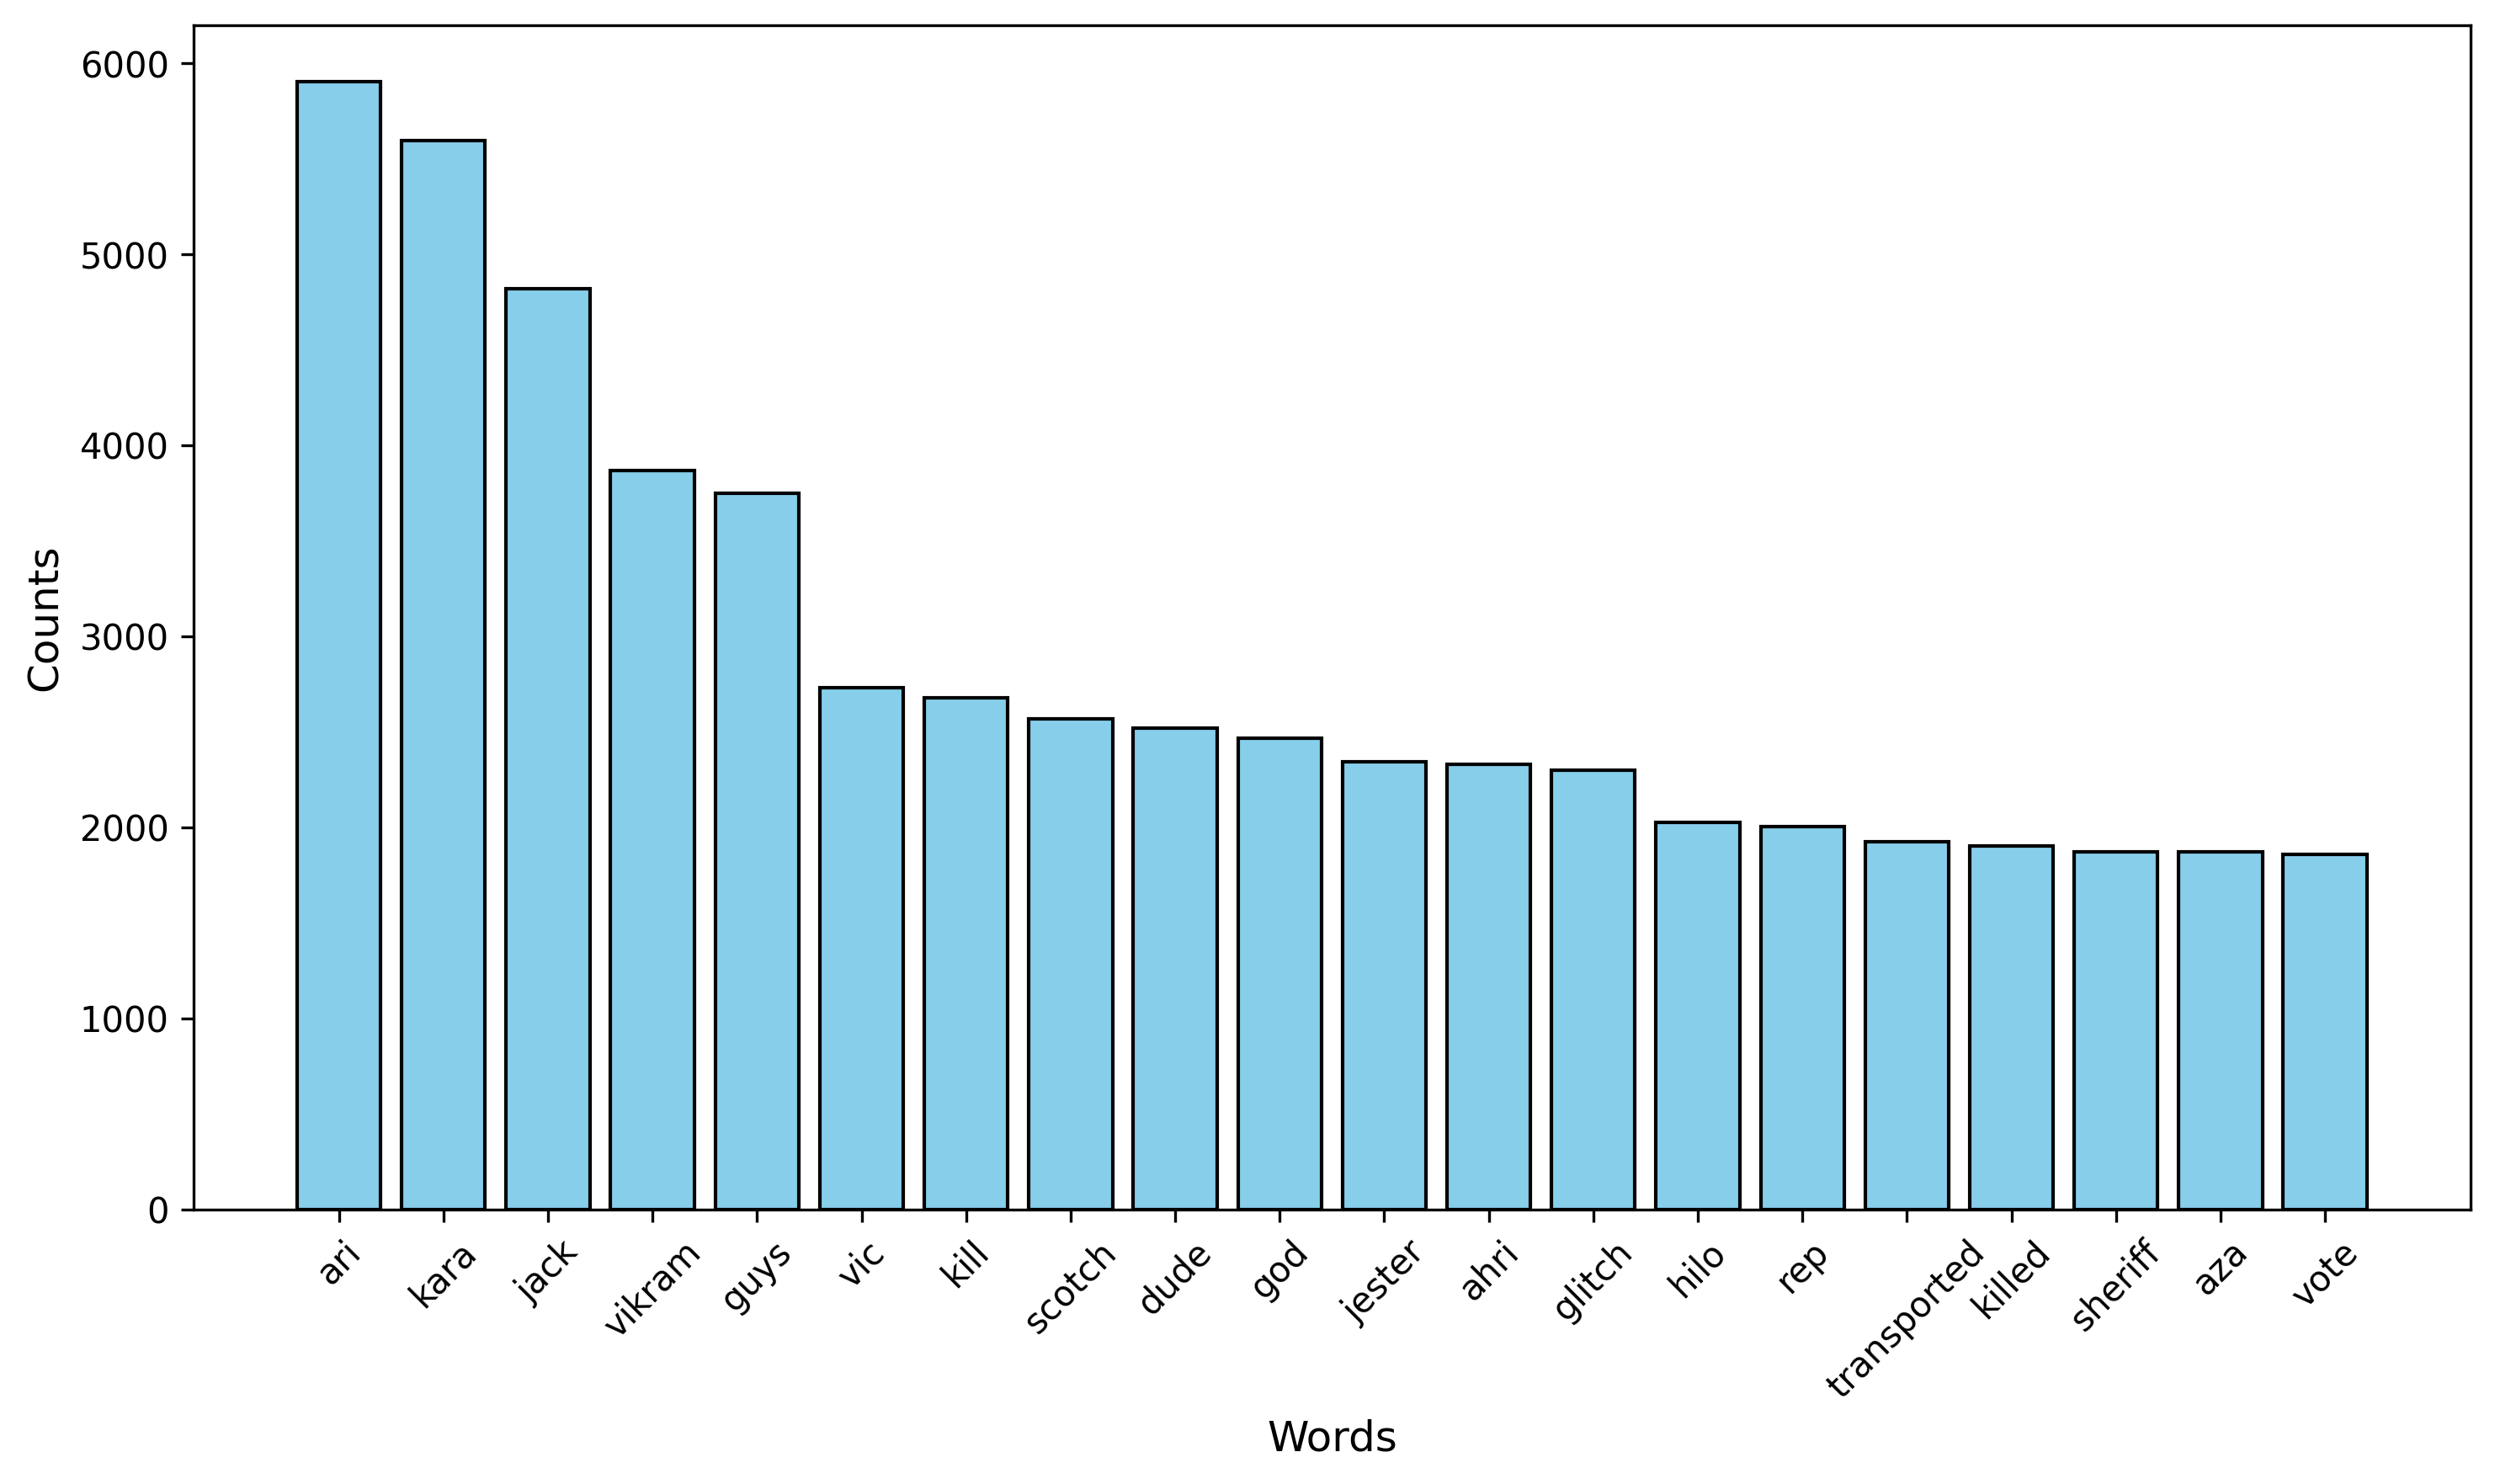 6000
5000
4000
3000
2000
1000
0
Counts
ari
kara
jack
vikram
guys
vic
kill
scotch
dude
god
jester
ahri
glitch
hilo
rep
transported
killed
sheriff
aza
vote
Words